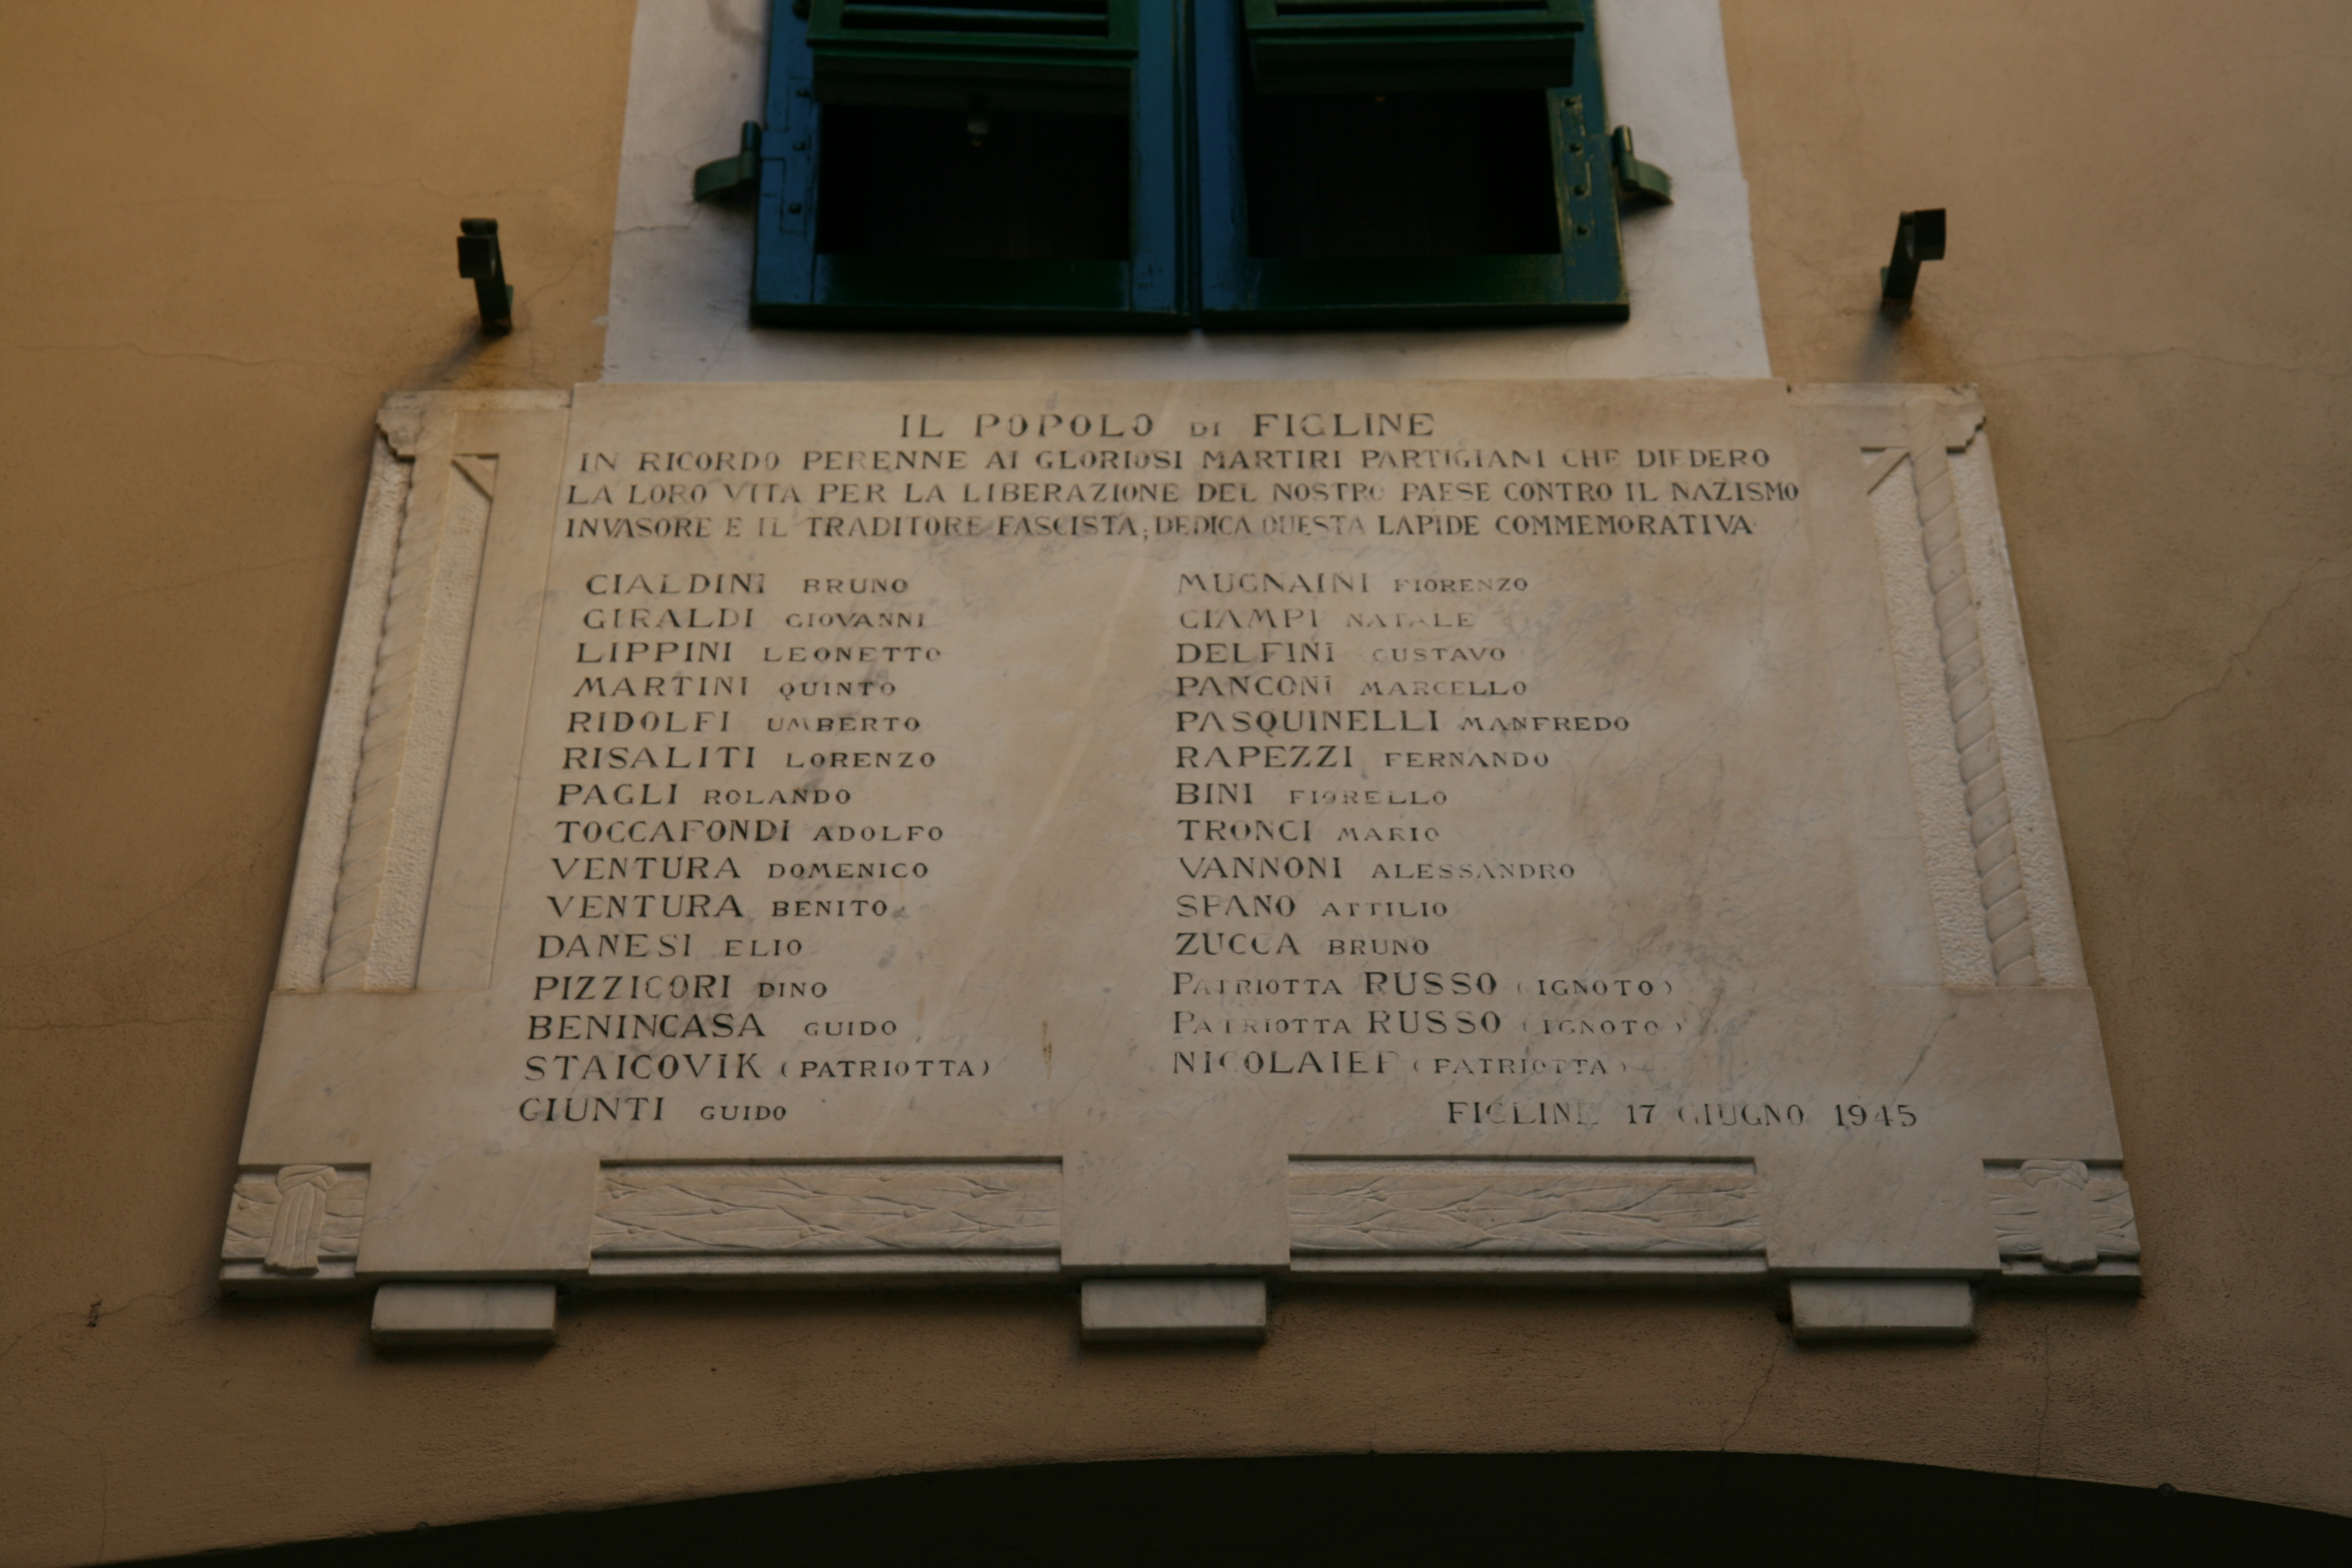 IL POPOLO DI FIGLINE
IN RICORDO PERENNE AI GLORIOSI MARTIRI PARTIGIANI CHE DIEDERO
LA LORO VITA PER LA LIBERAZIONE DEL NOSTRO PAESE CONTRO IL NAZISMO
INVASORE E IL TRADITORE FASCISTA; DEDICA QUESTA LAPIDE COMMEMORATIVA
CIALDINI BRUNO
GIRALDI GIOVANNI
LIPPINI LEONETTO
MARTINI QUINTO
RIDOLFI UMBERTO
RISALITI LORENZO
PAGLI ROLANDO
TOCCAFONDI ADOLFO
VENTURA DOMENICO
VENTURA BENITO
DANESI ELIO
PIZZICORI DINO
BENINCASA GUIDO
STAICOVIK (PATRIOTTA)
GIUNTI GUIDO
MUGNAINI FIORENZO
CIAMPI NATALE
DELFINI GUSTAVO
PANCONI MARCELLO
PASQUINELLI MANFREDO
RAPEZZI FERNANDO
BINI FIORELLO
TRONCI MARIO
VANNONI ALESSANDRO
SPANO ATTILIO
ZUCCA BRUNO
PATRIOTTA RUSSO (IGNOTO)
PATRIOTTA RUSSO (IGNOTO)
NICOLAIEF (PATRIOTTA)
FIGLINE 17 GIUGNO 1945